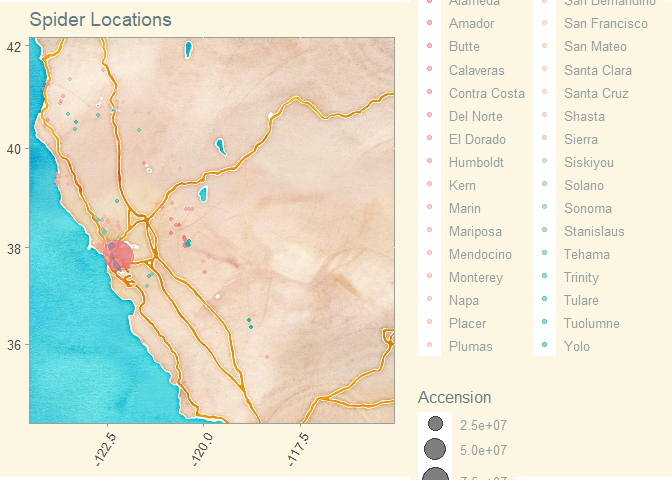 Spider Locations
42
40
38
36
-122.5
-120.0
-117.5
Alameda
Amador
Butte
Calaveras
Contra Costa
Del Norte
El Dorado
Humboldt
Kern
Marin
Mariposa
Mendocino
Monterey
Napa
Placer
Plumas
San Bernardino
San Francisco
San Mateo
Santa Clara
Santa Cruz
Shasta
Sierra
Siskiyou
Solano
Sonoma
Stanislaus
Tehama
Trinity
Tulare
Tuolumne
Yolo
Accension
2.5e+07
5.0e+07
7.5e+07